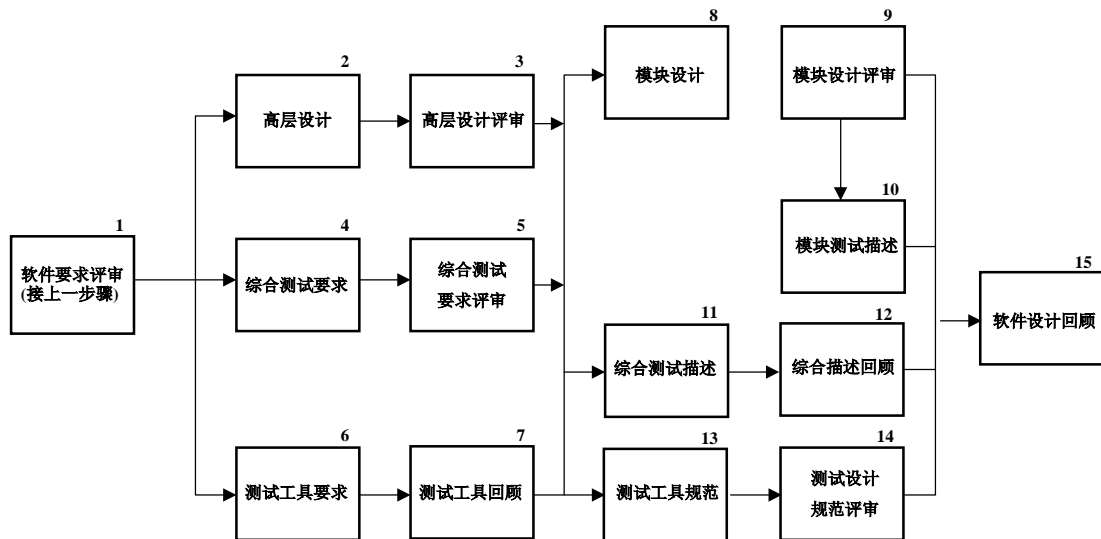 1
软件要求评审
(接上一步骤)
2
高层设计
3
高层设计评审
4
综合测试要求
5
综合测试
要求评审
6
测试工具要求
7
测试工具回顾
8
模块设计
9
模块设计评审
10
模块测试描述
11
综合测试描述
12
综合描述回顾
13
测试工具规范
14
测试设计
规范评审
15
软件设计回顾